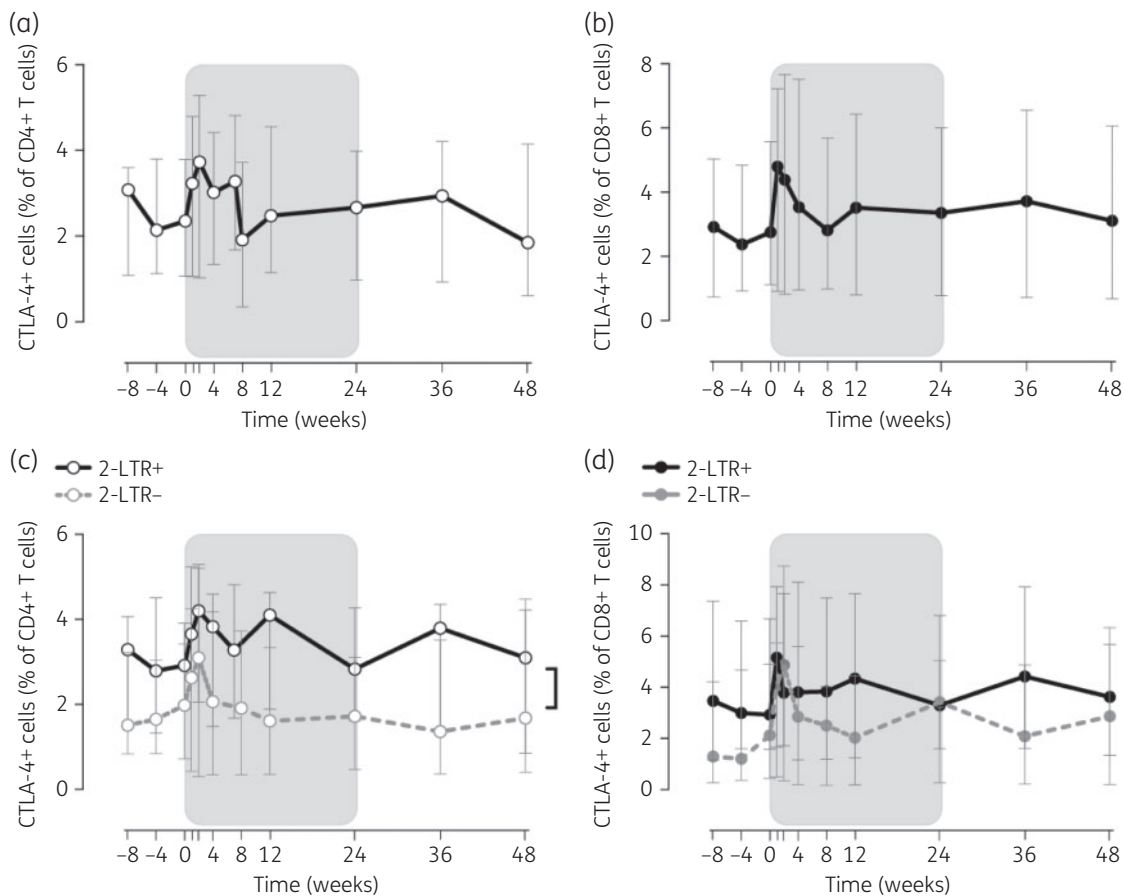 (a)
CTLA-4+ cells (% of CD4+ T cells)
6
4
2
0
−8 −4 0 4 8 12 24 36 48
Time (weeks)
(b)
CTLA-4+ cells (% of CD8+ T cells)
8
6
4
2
0
−8 −4 0 4 8 12 24 36 48
Time (weeks)
(c)
2-LTR+
2-LTR–
CTLA-4+ cells (% of CD4+ T cells)
6
4
2
0
−8 −4 0 4 8 12 24 36 48
Time (weeks)
(d)
2-LTR+
2-LTR–
CTLA-4+ cells (% of CD8+ T cells)
10
8
6
4
2
0
−8 −4 0 4 8 12 24 36 48
Time (weeks)